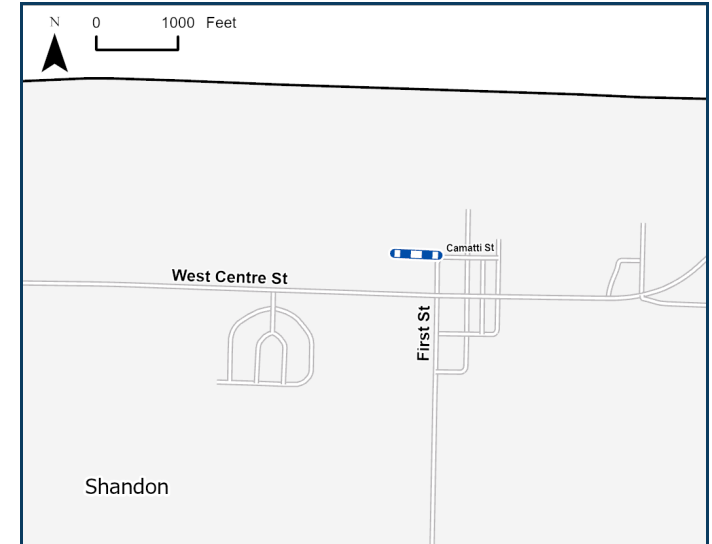 N 0 1000 Feet
Camatti St
West Centre St
First St
Shandon